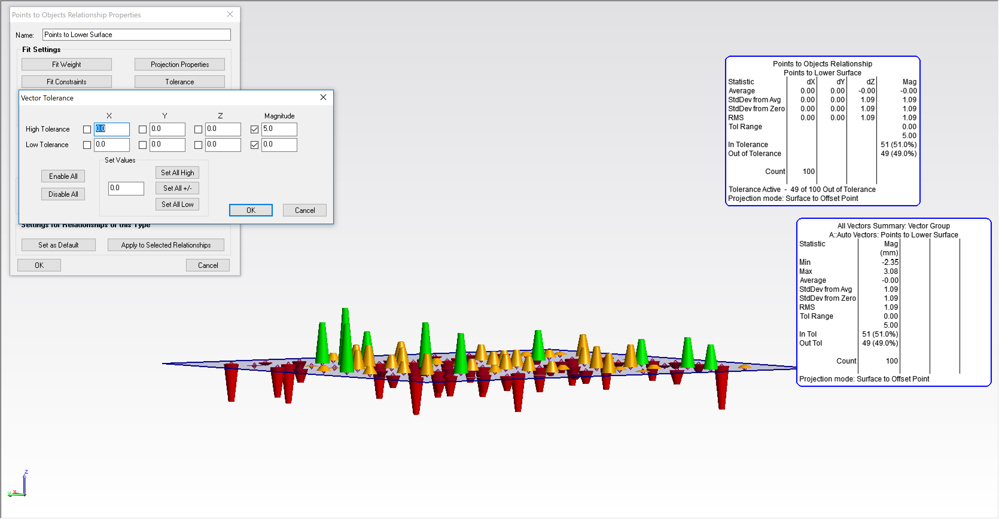 Points to Objects Relationship Properties
Name: Points to Lower Surface
Fit Settings
Fit Weight Projection Properties
Fit Constraints Tolerance
Vector Tolerance
X Y Z Magnitude
High Tolerance 0.0 0.0 0.0 5.0
Low Tolerance 0.0 0.0 0.0 0.0
Set Values
Enable All
Disable All
0.0
Set All High
Set All +/-
Set All Low
OK Cancel
Settings for Relationships of this Type
Set as Default Apply to Selected Relationships
OK Cancel
Points to Objects Relationship
Points to Lower Surface
Statistic dX dY dZ Mag
Average 0.00 0.00 -0.00 -0.00
StdDev from Avg 0.00 0.00 1.09 1.09
StdDev from Zero 0.00 0.00 1.09 1.09
RMS 0.00 0.00 1.09 1.09
Tol Range 0.00
5.00
In Tolerance 51 (51.0%)
Out of Tolerance 49 (49.0%)
Count 100
Tolerance Active - 49 of 100 Out of Tolerance
Projection mode: Surface to Offset Point
All Vectors Summary: Vector Group
A::Auto Vectors: Points to Lower Surface
Statistic Mag
(mm)
Min -2.35
Max 3.08
Average -0.00
StdDev from Avg 1.09
StdDev from Zero 1.09
RMS 1.09
Tol Range 0.00
5.00
In Tol 51 (51.0%)
Out Tol 49 (49.0%)
Count 100
Projection mode: Surface to Offset Point
Z
Y X